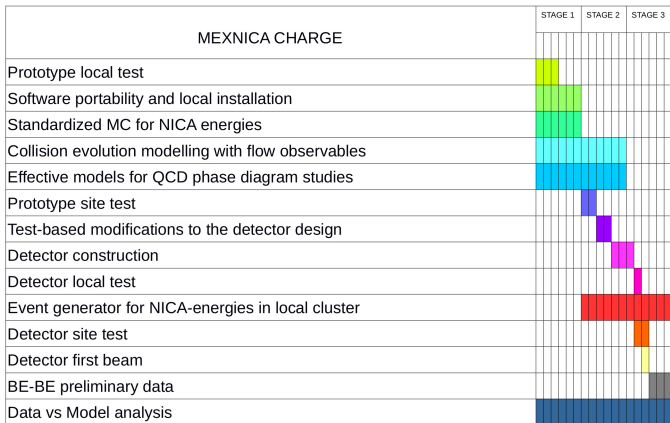 STAGE 1 STAGE 2 STAGE 3
MEXNICA CHARGE
Prototype local test
Software portability and local installation
Standardized MC for NICA energies
Collision evolution modelling with flow observables
Effective models for QCD phase diagram studies
Prototype site test
Test-based modifications to the detector design
Detector construction
Detector local test
Event generator for NICA-energies in local cluster
Detector site test
Detector first beam
BE-BE preliminary data
Data vs Model analysis